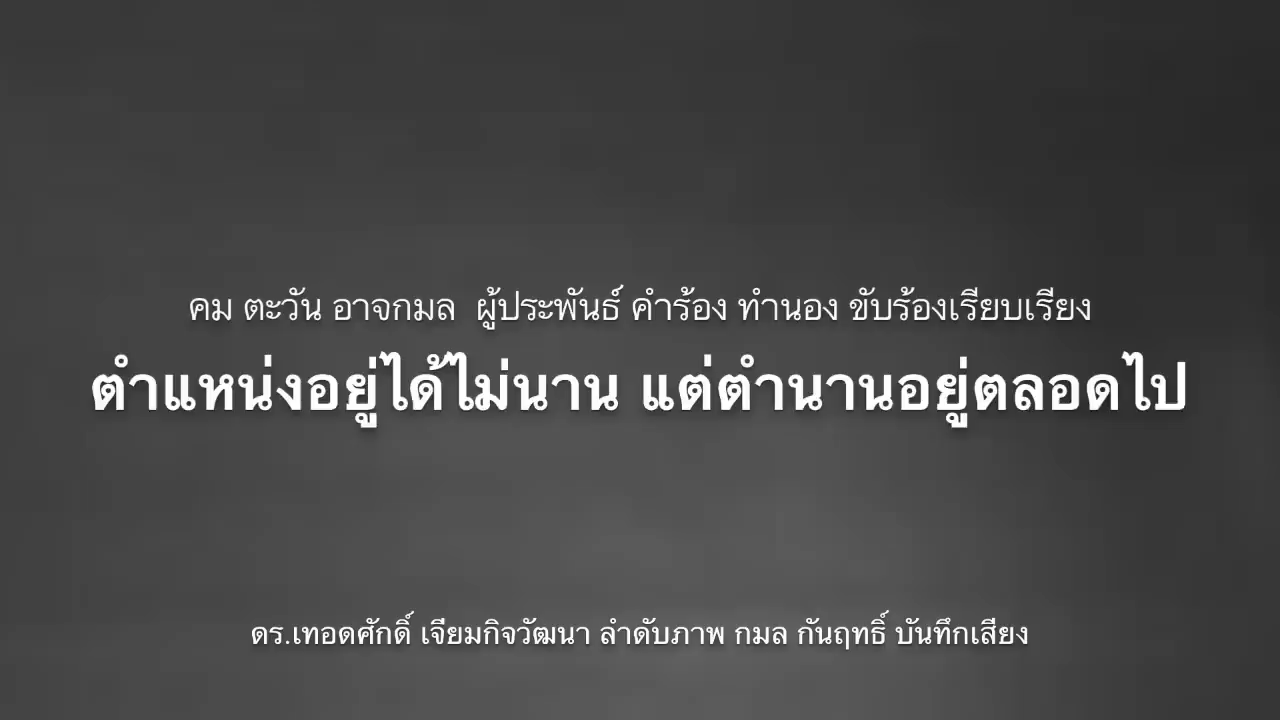 คม ตะวัน อาจกมล ผู้ประพันธ์ คำร้อง ทำนอง ขับร้องเรียบเรียง
ตำแหน่งอยู่ได้ไม่นาน แต่ตำนานอยู่ตลอดไป
ดร.เทอดศักดิ์ เจียมกิจวัฒนา ลำดับภาพ กมล กันฤทธิ์ บันทึกเสียง